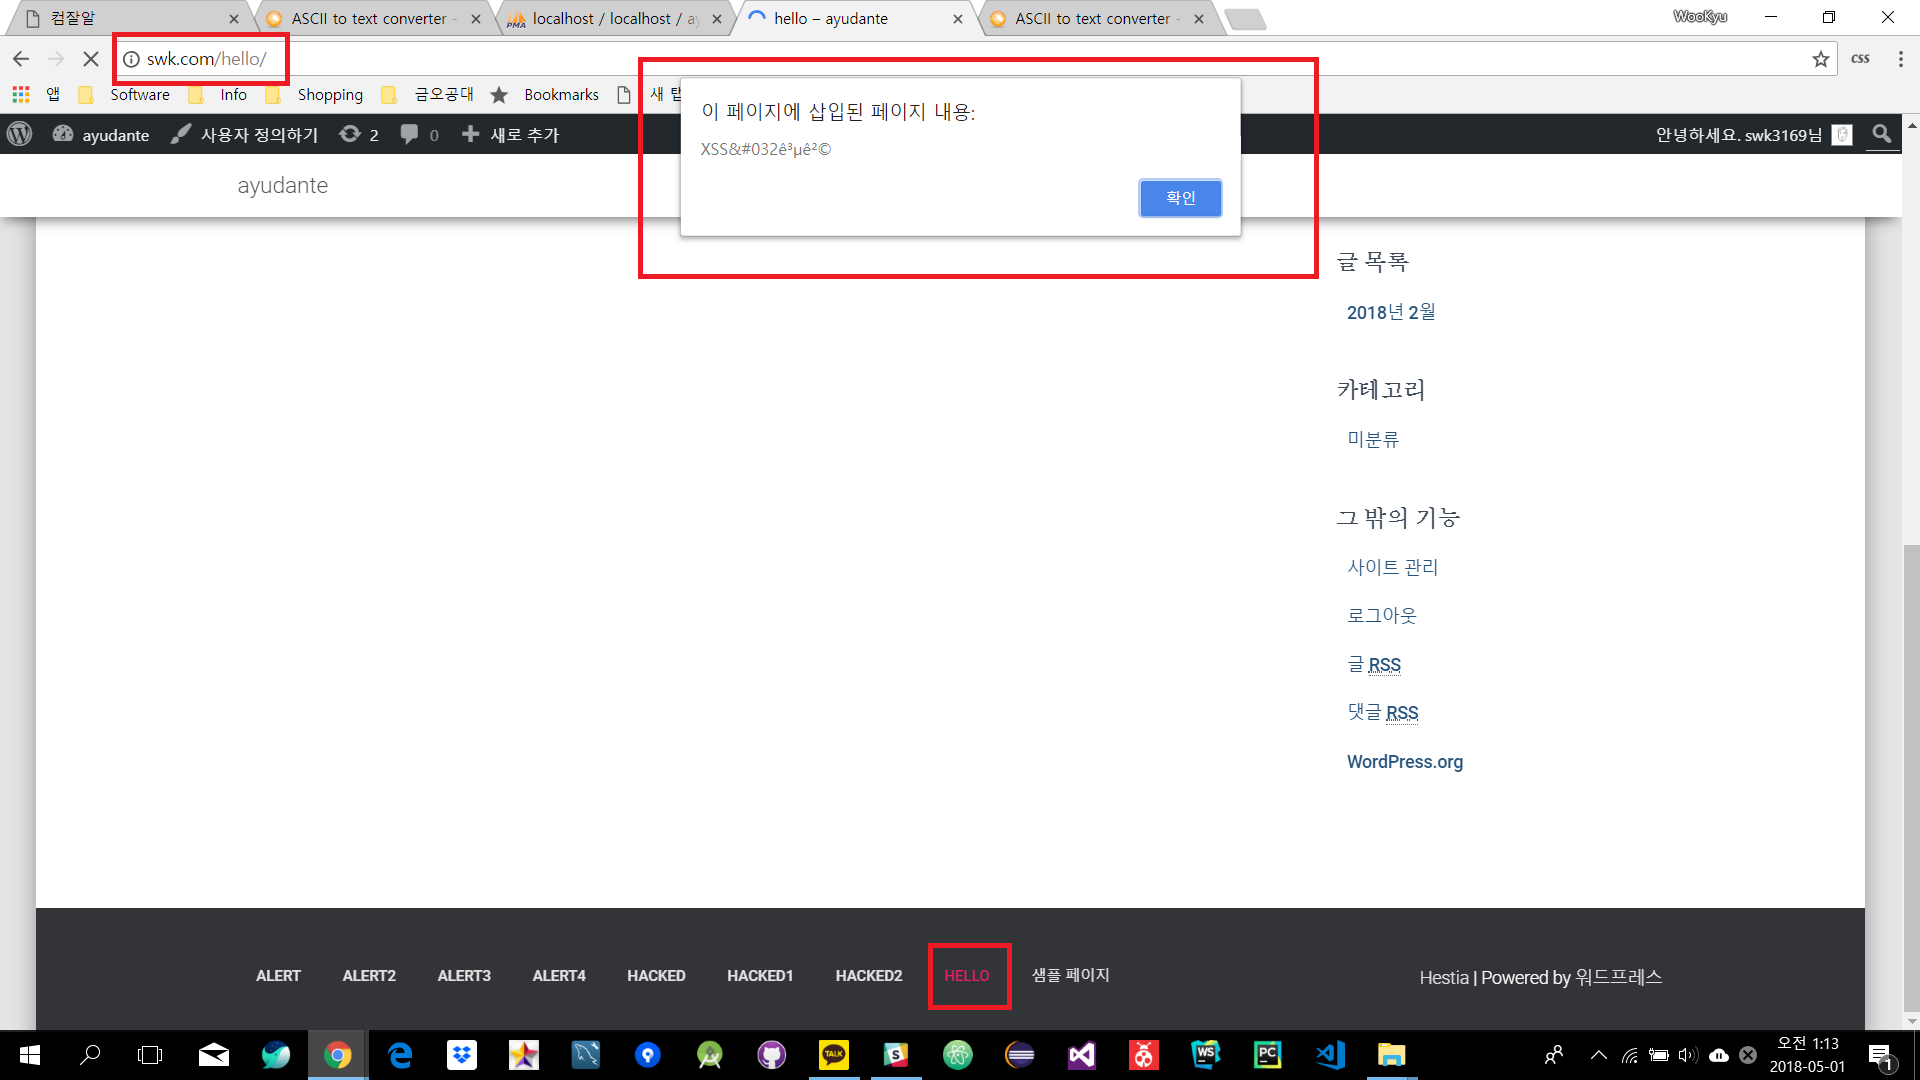 컴잘알
ASCII to text converter -
localhost / localhost / ay
hello – ayudante
ASCII to text converter -
WooKyu
swk.com/hello/
css
앱
Software
Info
Shopping
금오공대
Bookmarks
새 탭
이 페이지에 삽입된 페이지 내용:
XSS&#032ê³µê²©
확인
ayudante
사용자 정의하기
2
0
새로 추가
안녕하세요. swk3169님
ayudante
글 목록
2018년 2월
카테고리
미분류
그 밖의 기능
사이트 관리
로그아웃
글 RSS
댓글 RSS
WordPress.org
ALERT
ALERT2
ALERT3
ALERT4
HACKED
HACKED1
HACKED2
HELLO
샘플 페이지
Hestia | Powered by 워드프레스
TALK
WS
PC
오전 1:13
2018-05-01
1